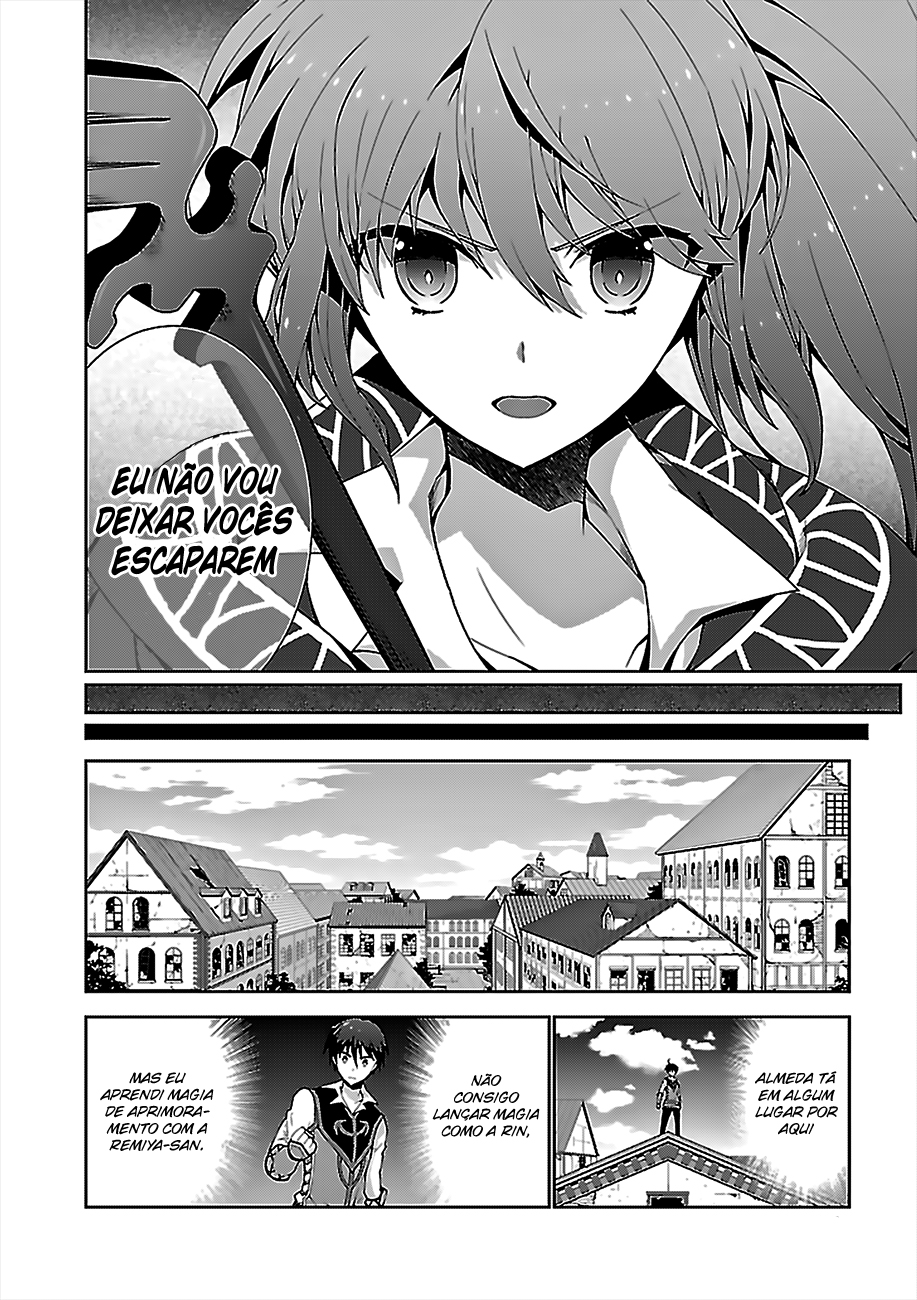 EU NÃO VOU
DEIXAR VOCÊS
ESCAPAREM
ALMEDA TÁ
EM ALGUM
LUGAR POR
AQUI
NÃO
CONSIGO
LANÇAR MAGIA
COMO A RIN,
MAS EU
APRENDI MAGIA
DE APRIMORA-
MENTO COM A
REMIYA-SAN.